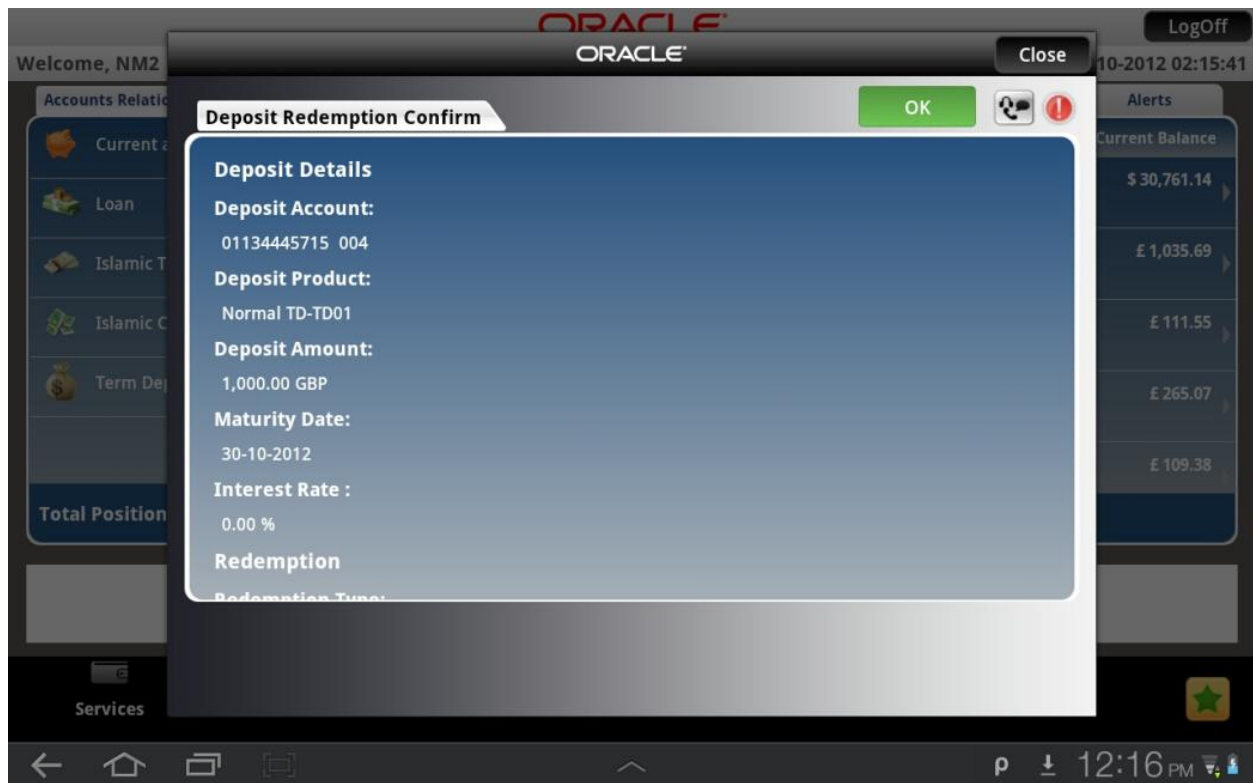 ORACLE
LogOff
Welcome, NM2
ORACLE
Close
10-2012 02:15:41
Accounts
Deposit Redemption Confirm
OK
Alerts
Current
Current Balance
Deposit Details
$ 30,761.14
Loan
Deposit Account:
01134445715 004
Islamic
£ 1,035.69
Deposit Product:
Normal TD-TD01
Islamic
£ 111.55
Deposit Amount:
Term
1,000.00 GBP
£ 265.07
Maturity Date:
30-10-2012
£ 109.38
Interest Rate :
Total Position
0.00 %
Redemption
Redemption Type:
Services
12:16 PM